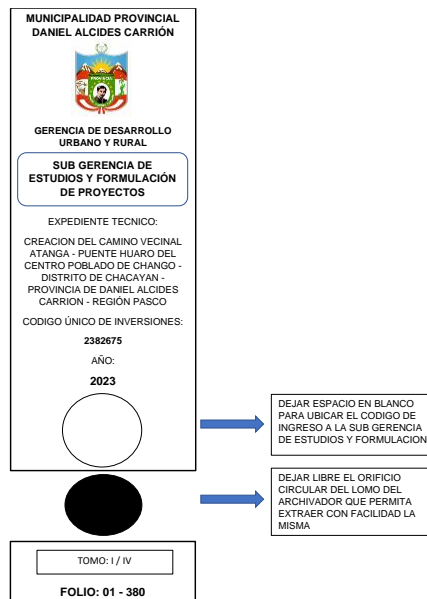 MUNICIPALIDAD PROVINCIAL
DANIEL ALCIDES CARRIÓN
PROVINCIA
GERENCIA DE DESARROLLO
URBANO Y RURAL
SUB GERENCIA DE
ESTUDIOS Y FORMULACIÓN
DE PROYECTOS
EXPEDIENTE TECNICO:
CREACION DEL CAMINO VECINAL
ATANGA - PUENTE HUARO DEL
CENTRO POBLADO DE CHANGO -
DISTRITO DE CHACAYAN -
PROVINCIA DE DANIEL ALCIDES
CARRION - REGIÓN PASCO
CODIGO ÚNICO DE INVERSIONES:
2382675
AÑO:
2023
DEJAR ESPACIO EN BLANCO
PARA UBICAR EL CODIGO DE
INGRESO A LA SUB GERENCIA
DE ESTUDIOS Y FORMULACION
DEJAR LIBRE EL ORIFICIO
CIRCULAR DEL LOMO DEL
ARCHIVADOR QUE PERMITA
EXTRAER CON FACILIDAD LA
MISMA
TOMO: I / IV
FOLIO: 01 - 380